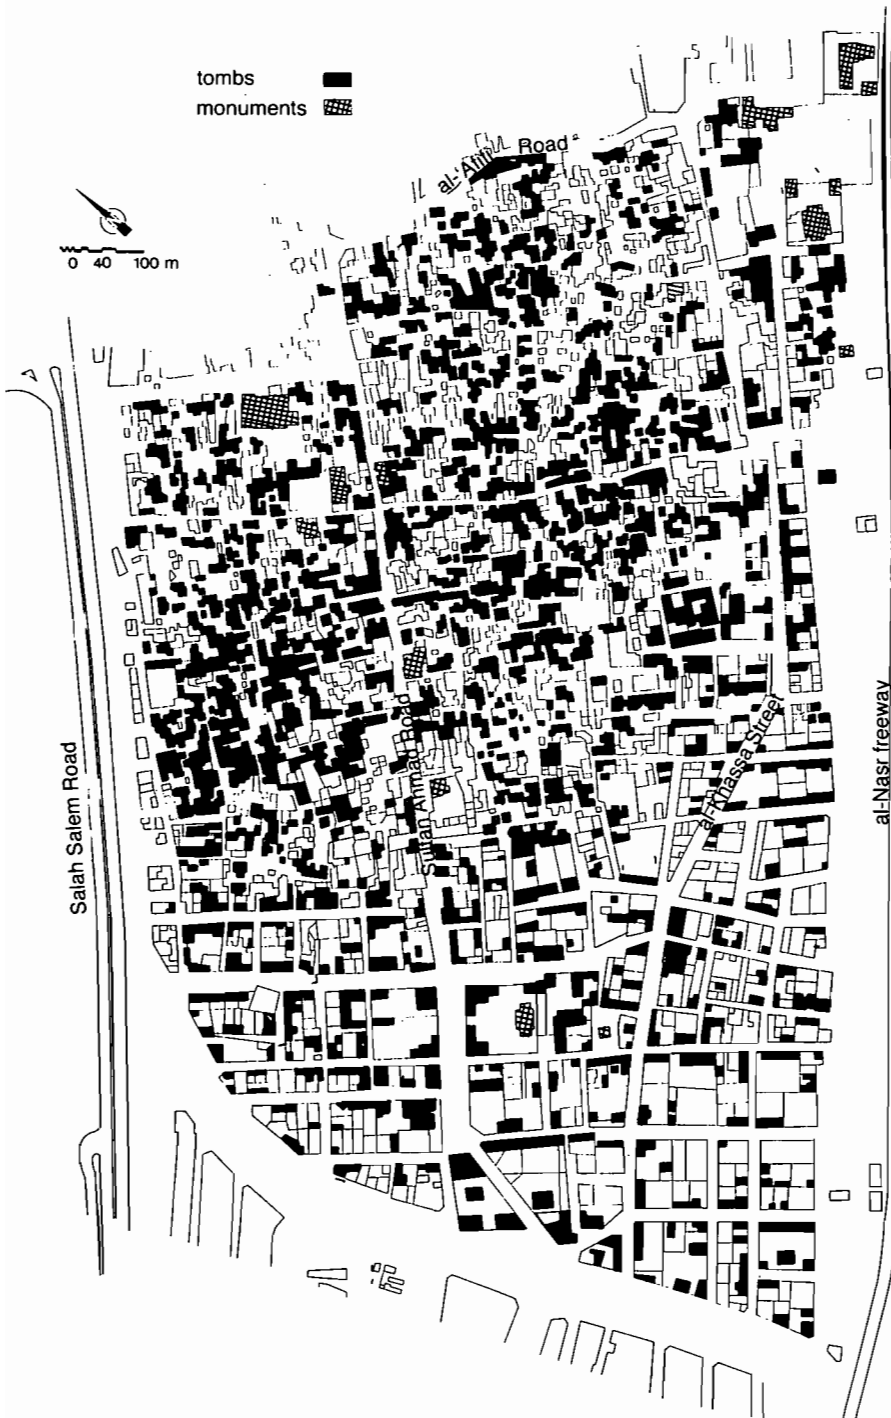 tombs
monuments
al-'Afifi Road
0 40 100 m
Salah Salem Road
Sultan Ahmad Road
al-Khassa Street
al-Nasr freeway